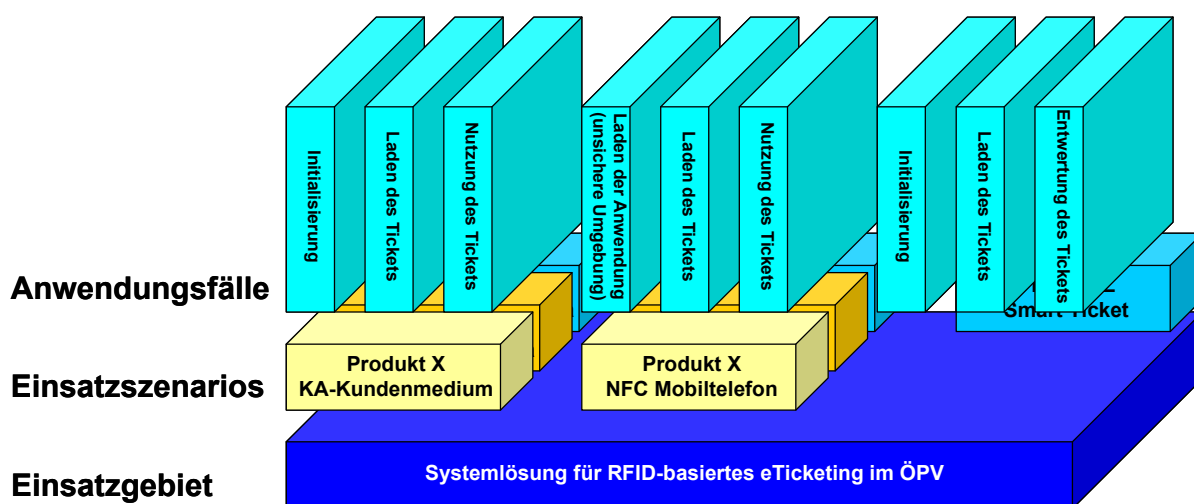 Initialisierung
Laden des Tickets
Nutzung des Tickets
Laden der Anwendung
(unsichere Umgebung)
Laden des Tickets
Nutzung des Tickets
Initialisierung
Laden des Tickets
Entwertung des Tickets
Anwendungsfälle
Smart Ticket
Produkt X
KA-Kundenmedium
Produkt X
NFC Mobiltelefon
Einsatzszenarios
Systemlösung für RFID-basiertes eTicketing im ÖPV
Einsatzgebiet